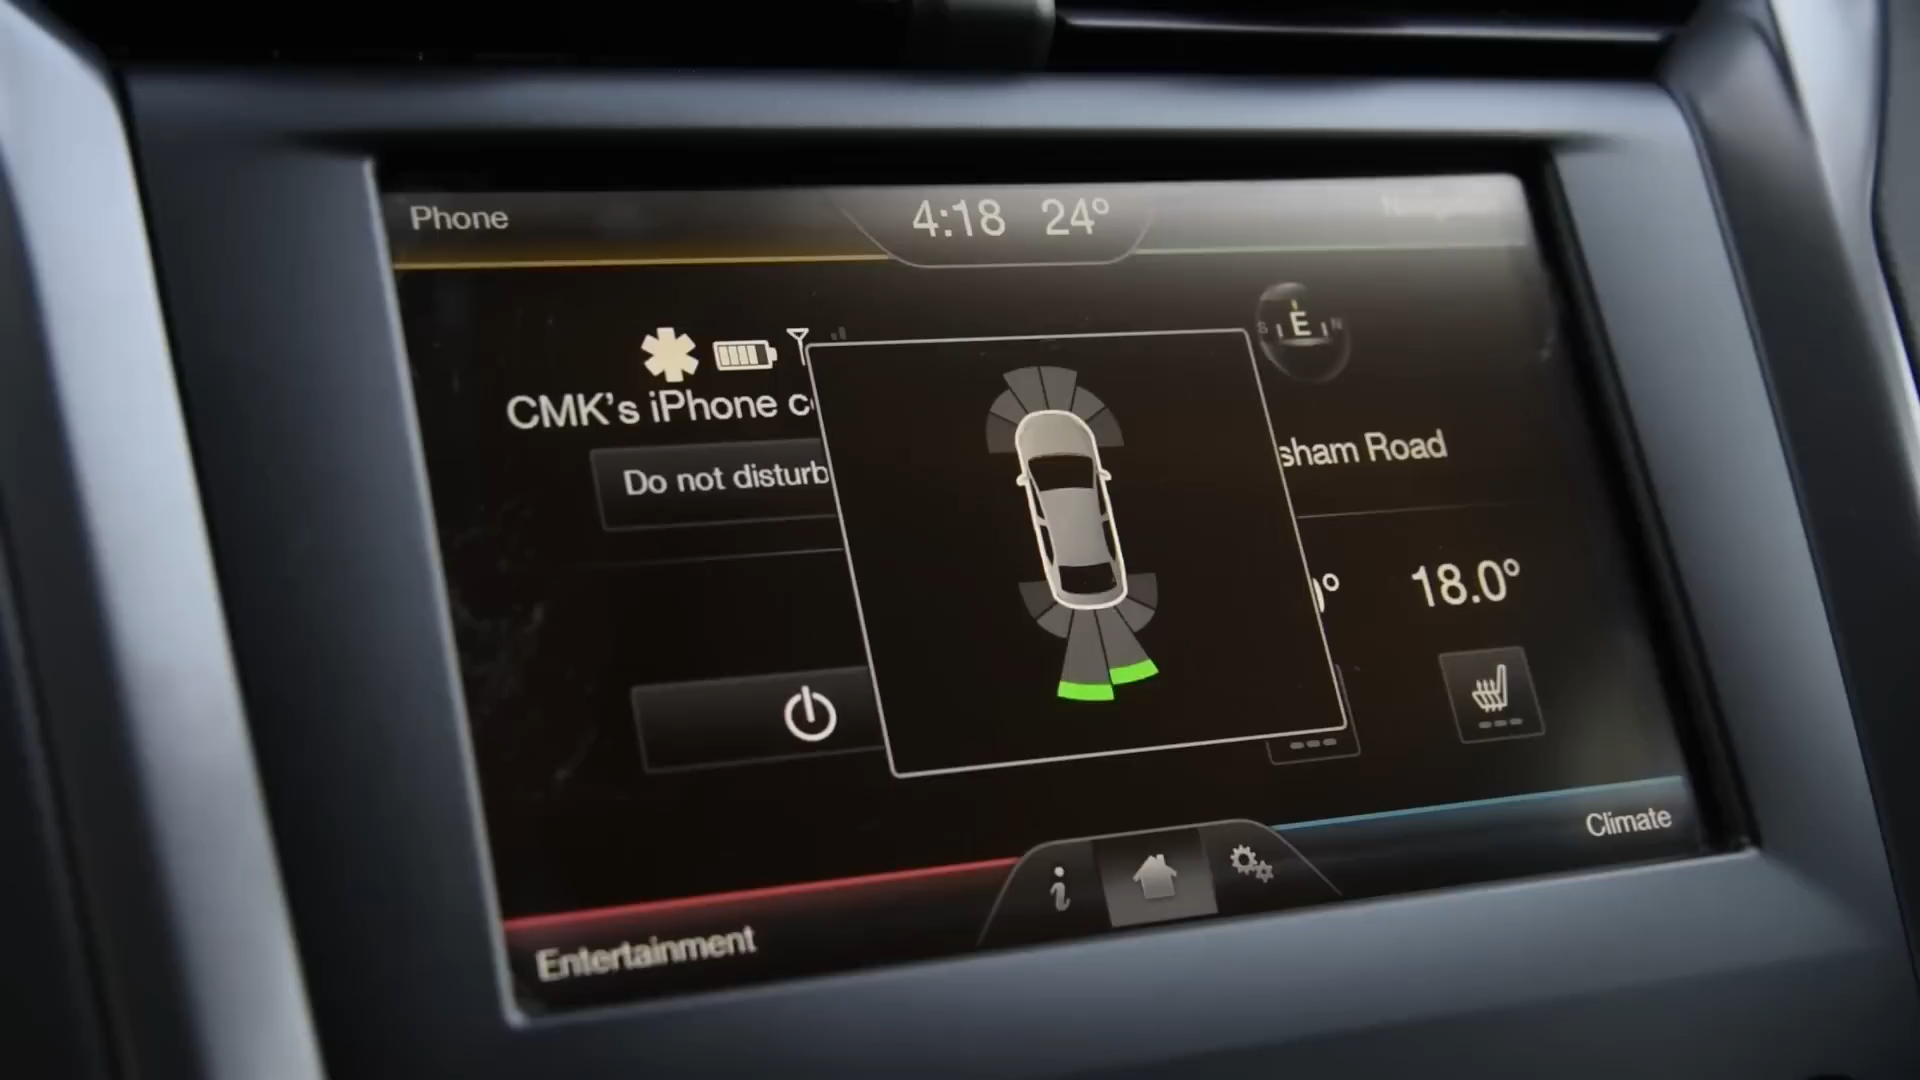 Phone
4:18 24°
S E N
CMK's iPhone
Do not disturb
sham Road
18.0°
Climate
i
Entertainment